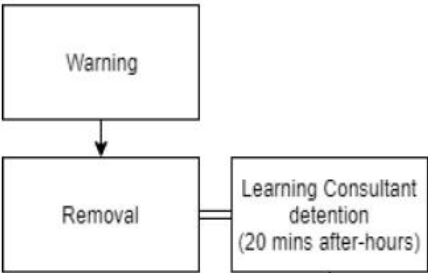 Warning
Removal
Learning Consultant
detention
(20 mins after-hours)